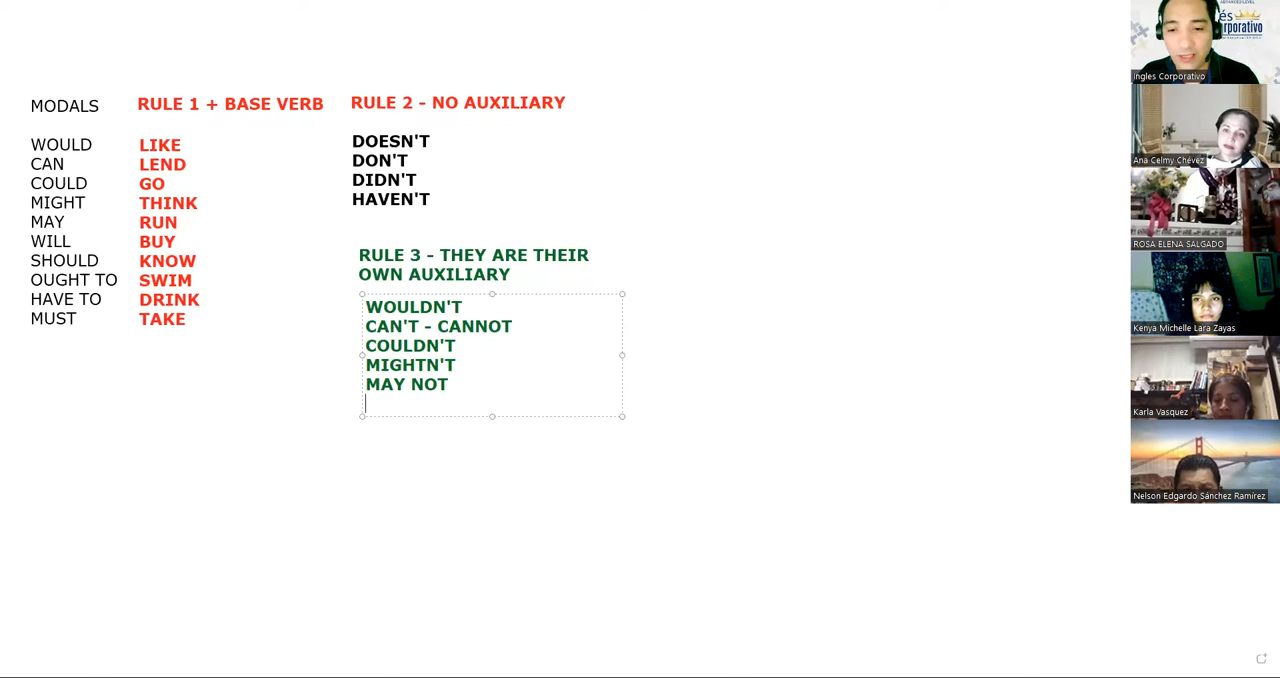 MODALS
RULE 1 + BASE VERB
RULE 2 - NO AUXILIARY
WOULD
CAN
COULD
MIGHT
MAY
WILL
SHOULD
OUGHT TO
HAVE TO
MUST
LIKE
LEND
GO
THINK
RUN
BUY
KNOW
SWIM
DRINK
TAKE
DOESN'T
DON'T
DIDN'T
HAVEN'T
RULE 3 - THEY ARE THEIR
OWN AUXILIARY
WOULDN'T
CAN'T - CANNOT
COULDN'T
MIGHTN'T
MAY NOT
Ingles Corporativo
Ana Celmy Chévez
ROSA ELENA SALGADO
Kenya Michelle Lara Zayas
Karla Vasquez
Nelson Edgardo Sánchez Ramírez